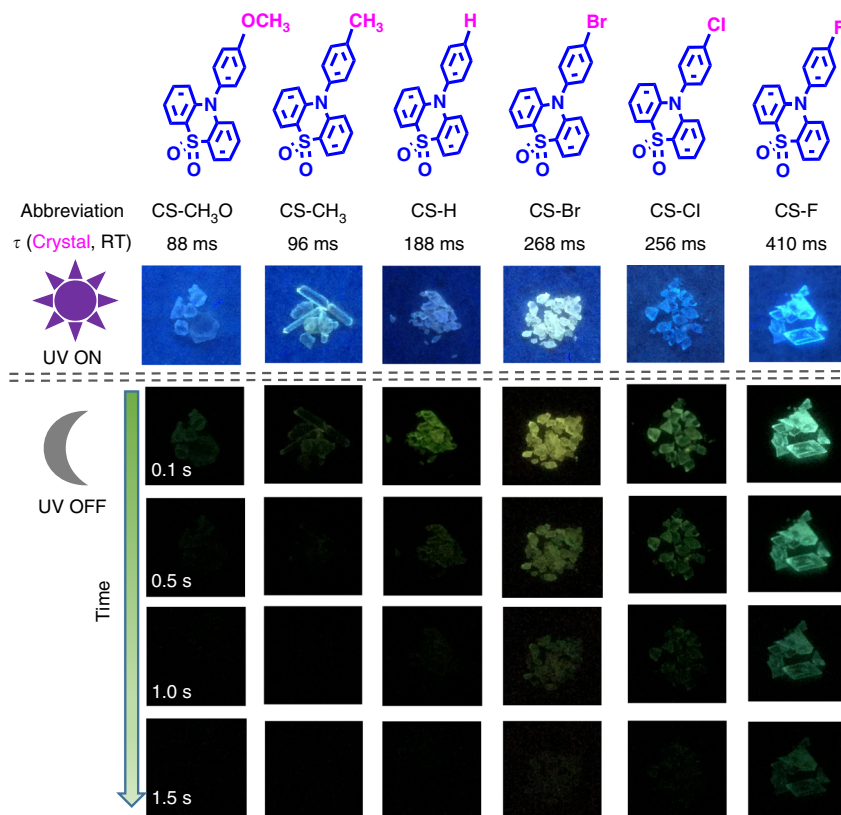 OCH₃ CH₃ H Br Cl F
N N N N N N
S S S S S S
O O O O O O
O O O O O O
Abbreviation CS-CH₃O CS-CH₃ CS-H CS-Br CS-Cl CS-F
τ (Crystal, RT) 88 ms 96 ms 188 ms 268 ms 256 ms 410 ms
UV ON
0.1 s
UV OFF
0.5 s
Time
1.0 s
1.5 s